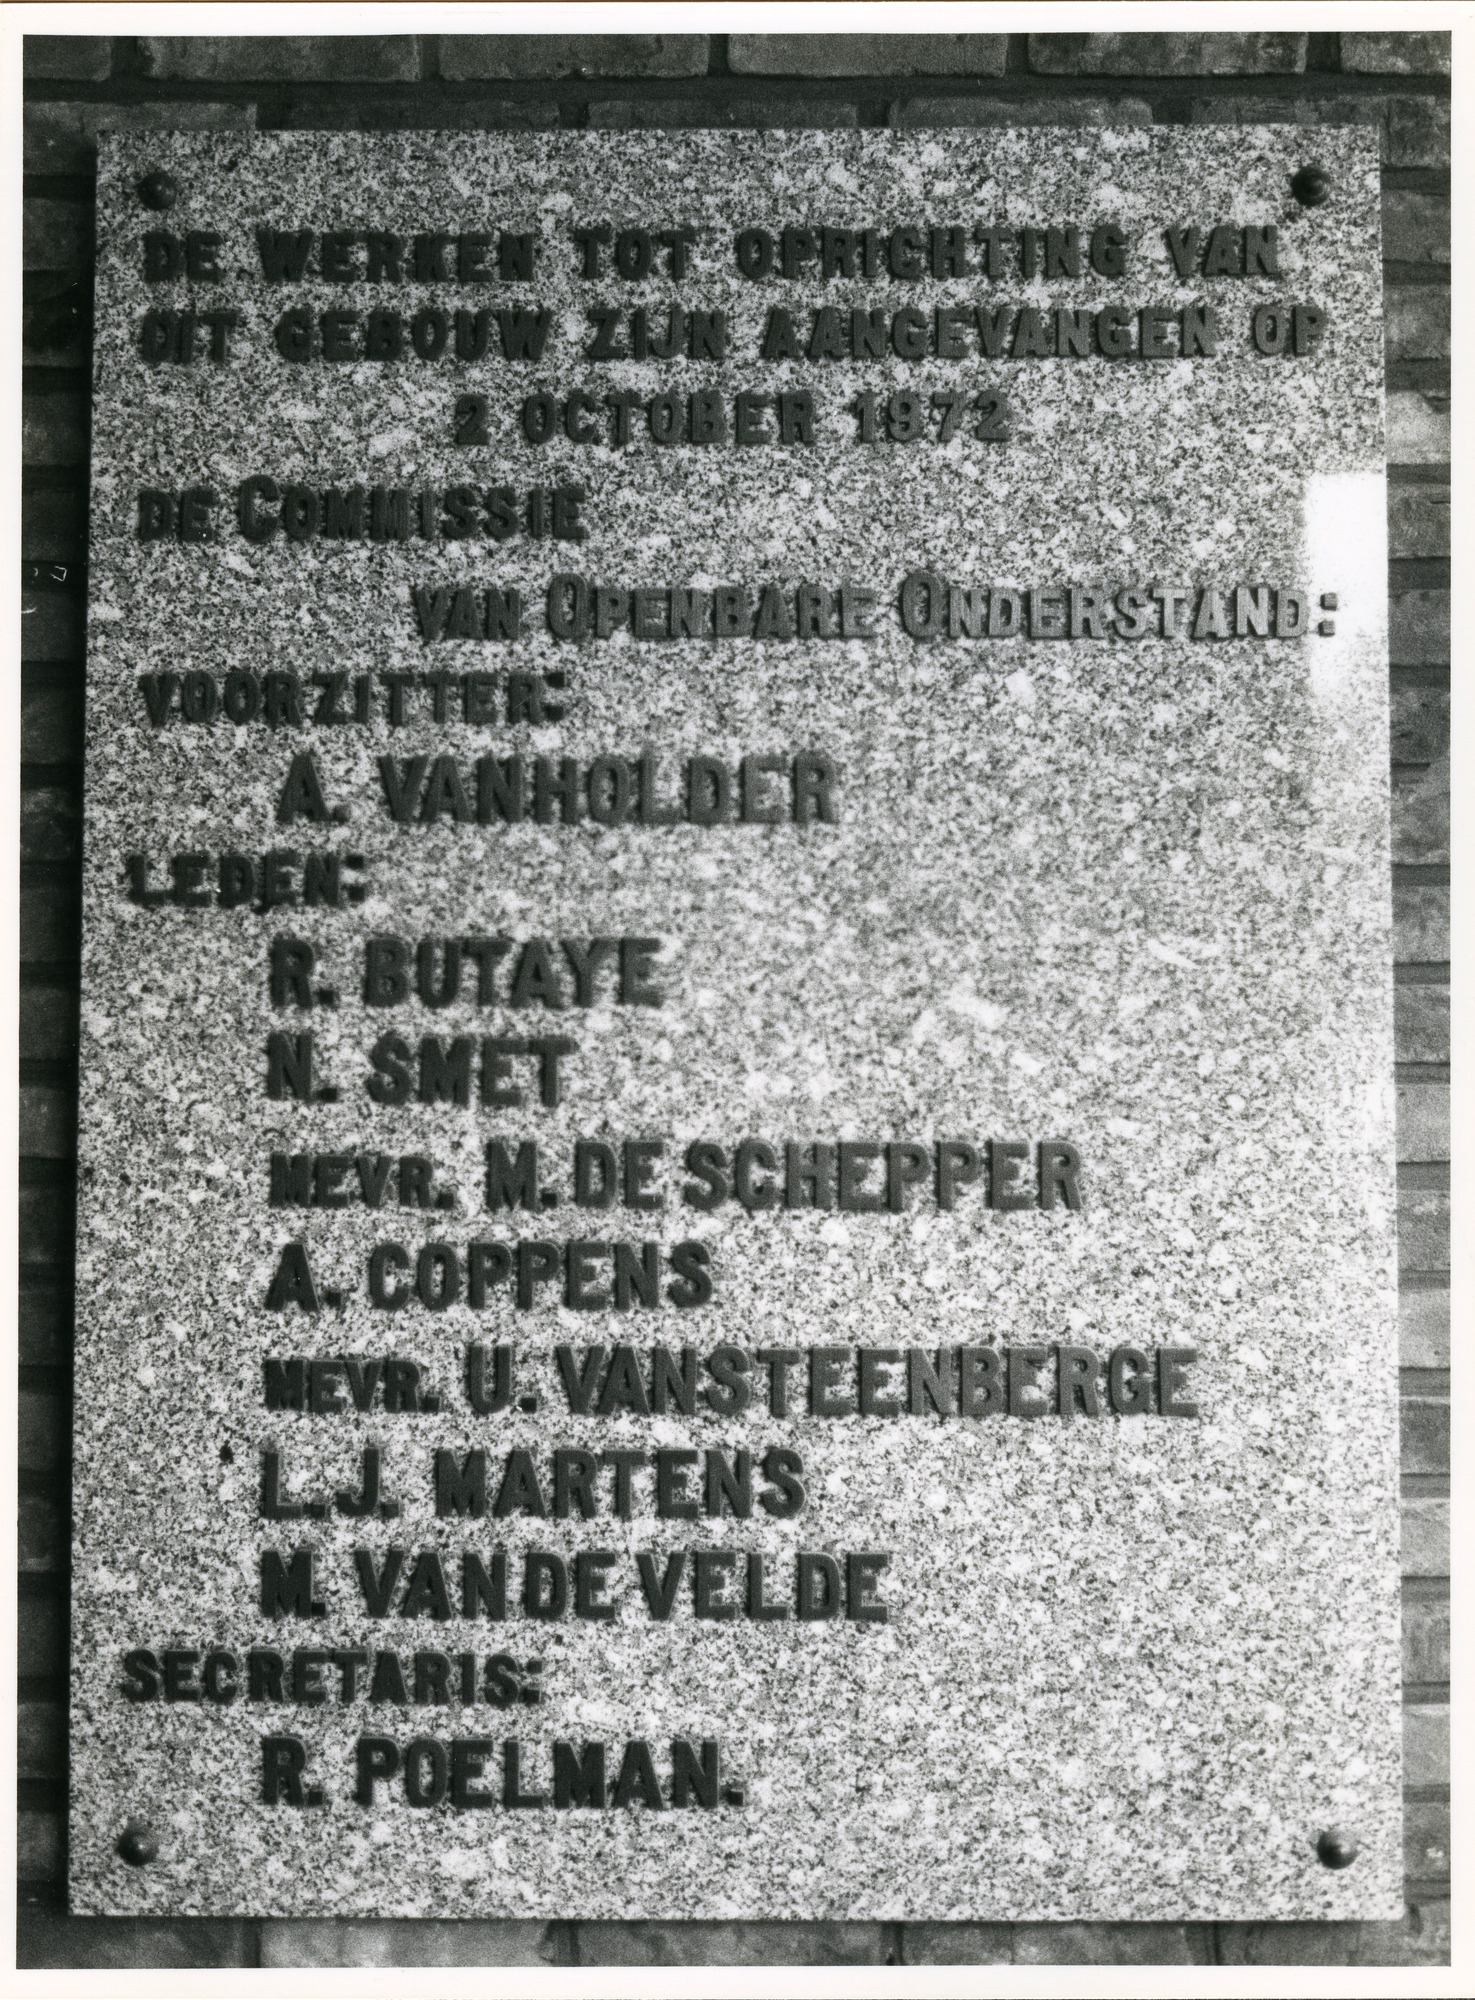 DE WERKEN TOT OPRICHTING VAN
DIT GEBOUW ZIJN AANGEVANGEN OP
2 OCTOBER 1972
DE COMMISSIE
VAN OPENBARE ONDERSTAND:
VOORZITTER:
A. VANHOLDER
LEDEN:
R. BUTAYE
N. SMET
MEVR. M. DE SCHEPPER
A. COPPENS
MEVR. U. VANSTEENBERGE
L.J. MARTENS
M. VANDEVELDE
SECRETARIS:
R. POELMAN.